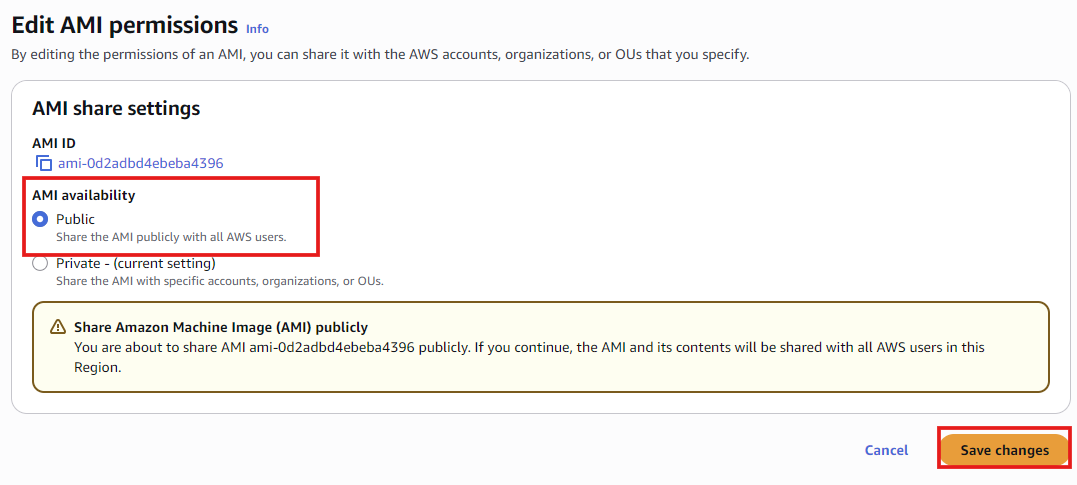 Edit AMI permissions Info
By editing the permissions of an AMI, you can share it with the AWS accounts, organizations, or OUs that you specify.
AMI share settings
AMI ID
ami-0d2adbd4ebeba4396
AMI availability
Public
Share the AMI publicly with all AWS users.
Private - (current setting)
Share the AMI with specific accounts, organizations, or OUs.
Share Amazon Machine Image (AMI) publicly
You are about to share AMI ami-0d2adbd4ebeba4396 publicly. If you continue, the AMI and its contents will be shared with all AWS users in this
Region.
Cancel Save changes